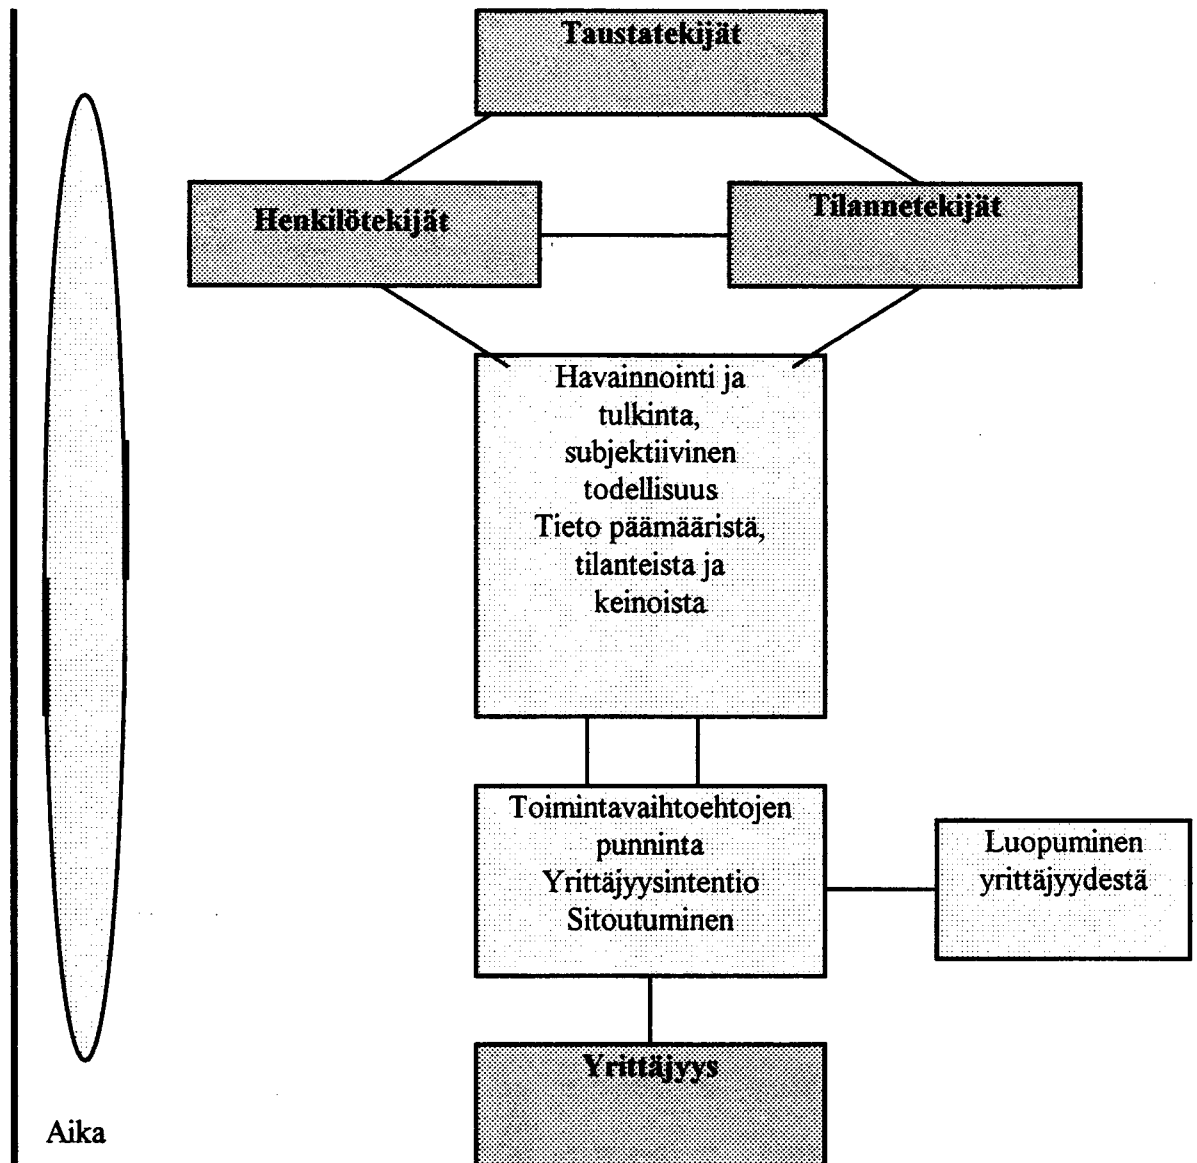 Taustatekijät
Henkilötekijät
Tilannetekijät
Havainnointi ja
tulkinta,
subjektiivinen
todellisuus
Tieto päämääristä,
tilanteista ja
keinoista
Toimintavaihtoehtojen
punninta
Yrittäjyysintentio
Sitoutuminen
Luopuminen
yrittäjyydestä
Yrittäjyys
Aika